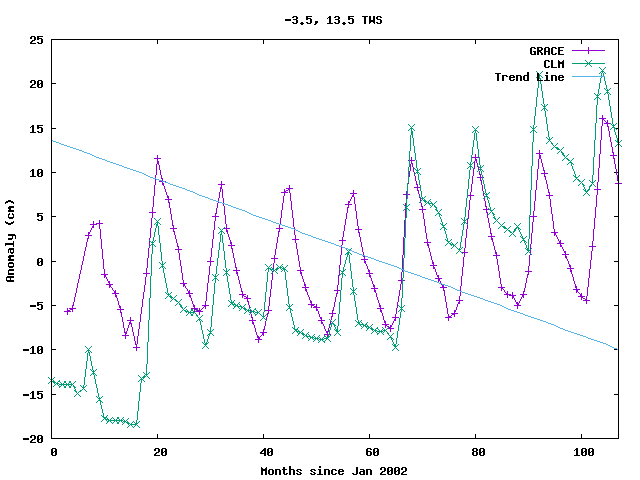 -3.5, 13.5 TWS
GRACE
CLM
Trend Line
Anomaly (cm)
25
20
15
10
5
0
-5
-10
-15
-20
0 20 40 60 80 100
Months since Jan 2002